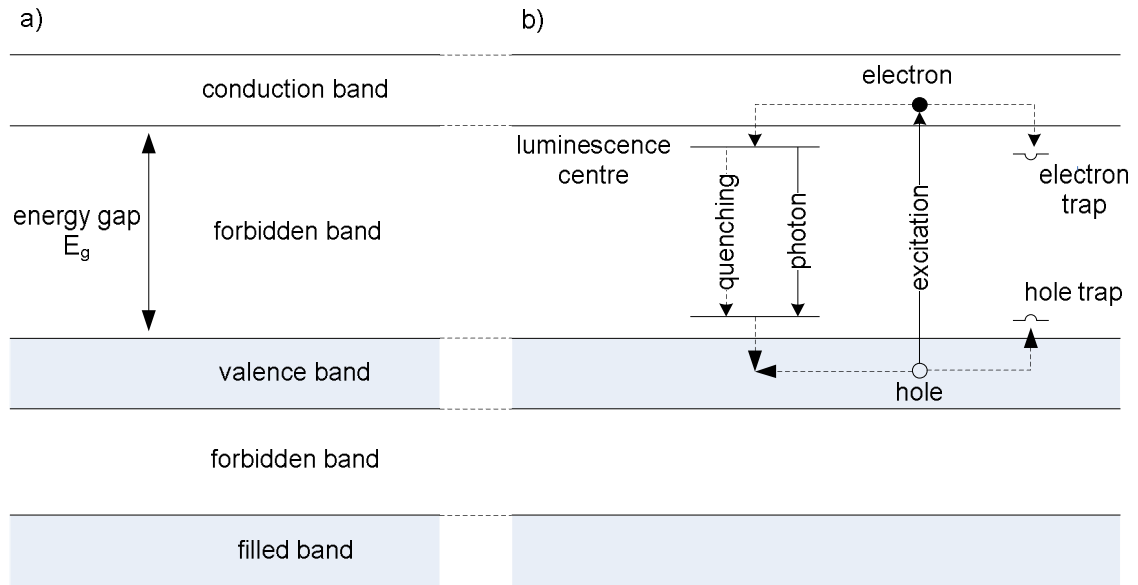 a)
conduction band
energy gap
Eg
forbidden band
valence band
forbidden band
filled band
b)
electron
luminescence
centre
quenching
photon
excitation
electron
trap
hole trap
hole